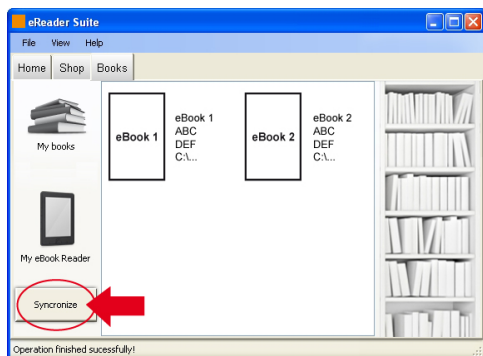 eReader Suite
File View Help
Home Shop Books
My books
eBook 1
eBook 1
ABC
DEF
C:\...
eBook 2
eBook 2
ABC
DEF
C:\...
My eBook Reader
Syncronize
Operation finished sucessfully!